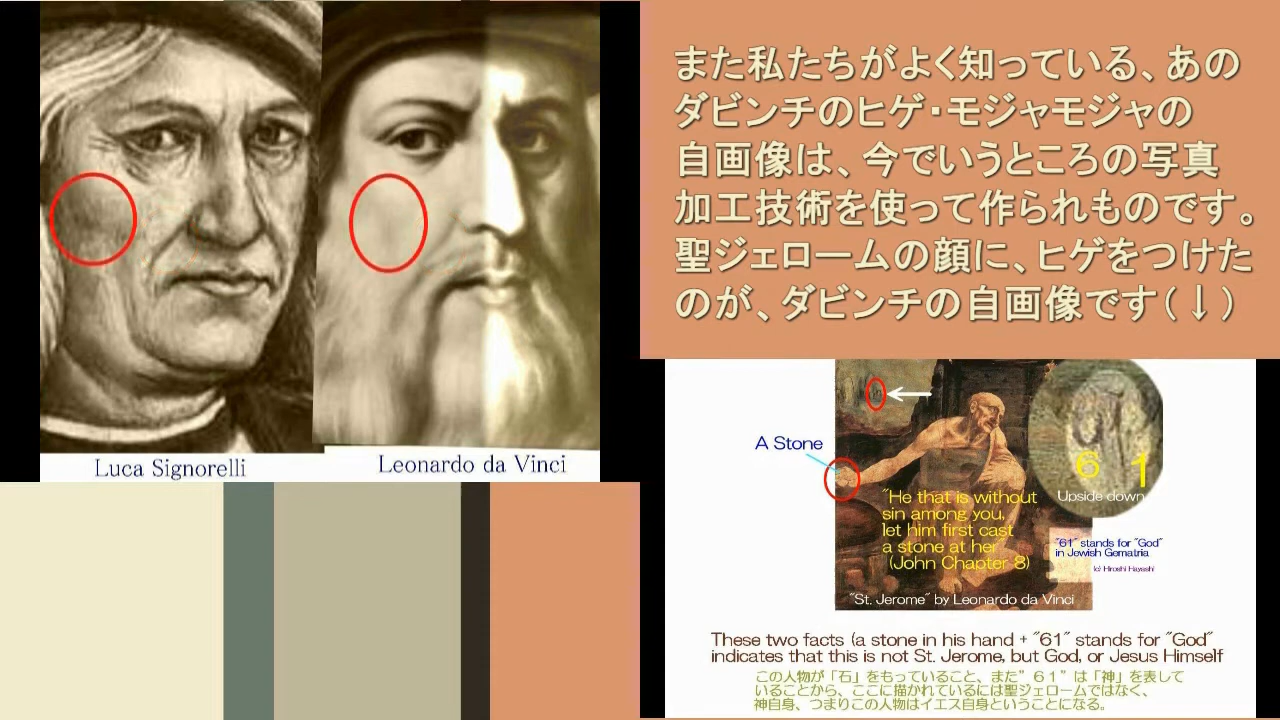 また私たちがよく知っている、あの
ダビンチのヒゲ・モジャモジャの
自画像は、今でいうところの写真
加工技術を使って作られものです。
聖ジェロームの顔に、ヒゲをつけた
のが、ダビンチの自画像です(↓)
Luca Signorelli
Leonardo da Vinci
A Stone
"He that is without
sin among you,
let him first cast
a stone at her"
(John Chapter 8)
6 1
Upside down
"61" stands for "God"
in Jewish Gematria
(c) Hiroshi Hayashi
"St. Jerome" by Leonardo da Vinci
These two facts (a stone in his hand + "61" stands for "God"
indicates that this is not St. Jerome, but God, or Jesus Himself
この人物が「石」をもっていること、また"61"は「神」を表して
いることから、ここに描かれているには聖ジェロームではなく、
神自身、つまりこの人物はイエス自身ということになる。